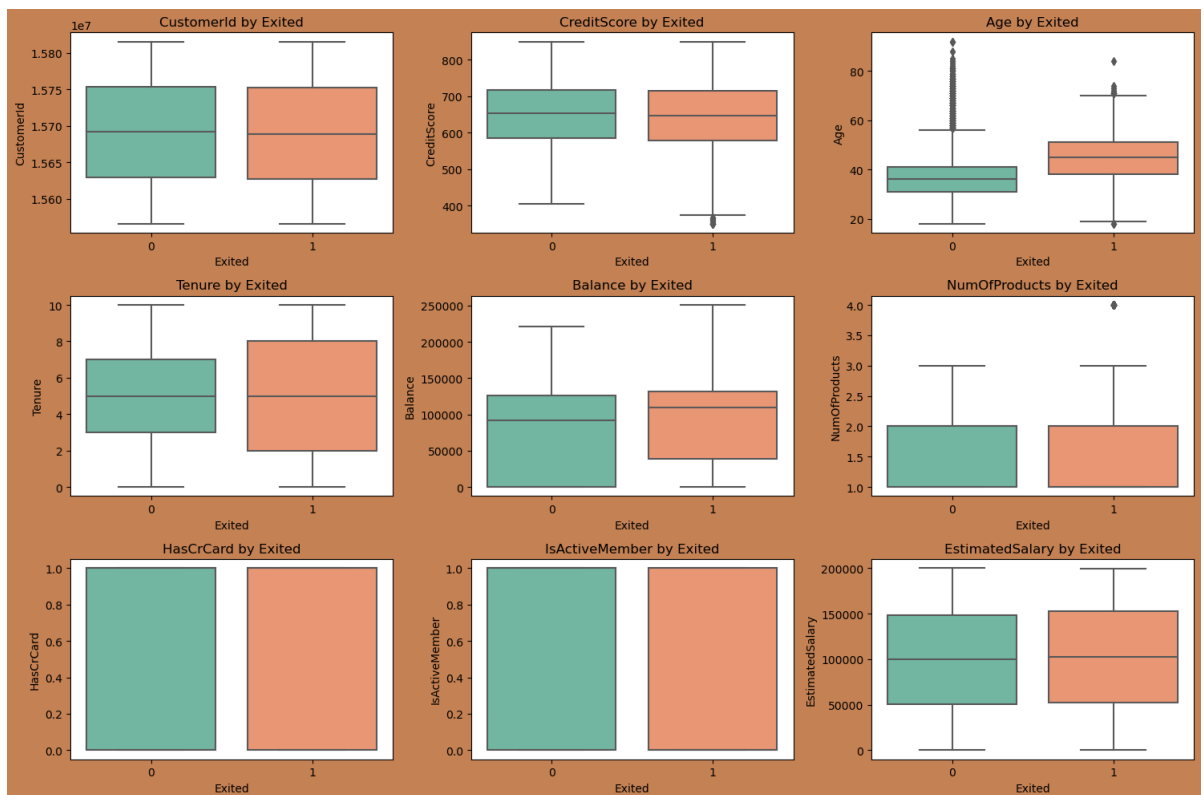 1e7
CustomerId by Exited
CustomerId
1.580
1.575
1.570
1.565
1.560
0
1
Exited
CreditScore by Exited
CreditScore
800
700
600
500
400
0
1
Exited
Age by Exited
Age
80
60
40
20
0
1
Exited
Tenure by Exited
Tenure
10
8
6
4
2
0
0
1
Exited
Balance by Exited
Balance
250000
200000
150000
100000
50000
0
0
1
Exited
NumOfProducts by Exited
NumOfProducts
4.0
3.5
3.0
2.5
2.0
1.5
1.0
0
1
Exited
HasCrCard by Exited
HasCrCard
1.0
0.8
0.6
0.4
0.2
0.0
0
1
Exited
IsActiveMember by Exited
IsActiveMember
1.0
0.8
0.6
0.4
0.2
0.0
0
1
Exited
EstimatedSalary by Exited
EstimatedSalary
200000
150000
100000
50000
0
0
1
Exited